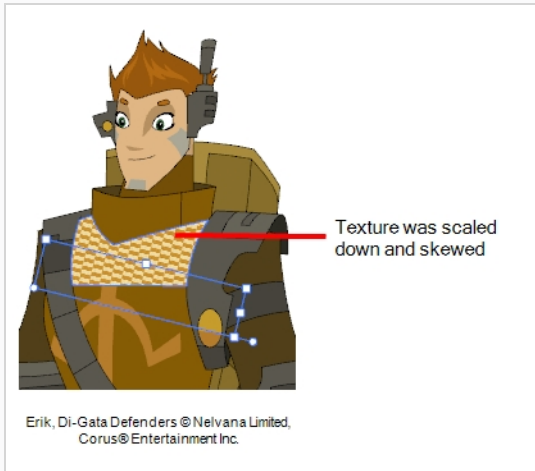 Texture was scaled
down and skewed
Erik, Di-Gata Defenders © Nelvana Limited,
Corus® Entertainment Inc.